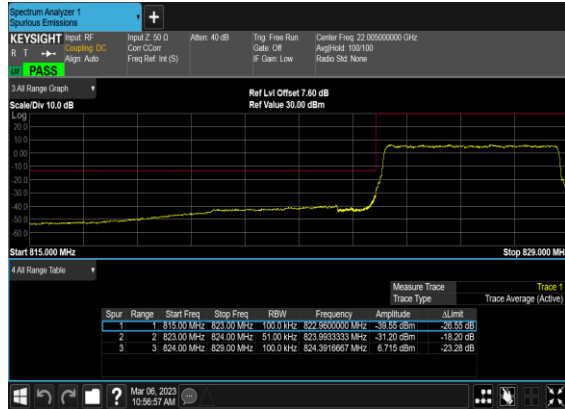 Spectrum Analyzer 1
Spurious Emissions
KEYSIGHT Input: RF Input Z: 50 Ω Atten: 40 dB Trig: Free Run Center Freq: 22.005000000 GHz
R T Coupling: DC Corr CCorr Gate: Off Avg|Hold: 100/100
Align: Auto Freq Ref: Int (S) IF Gain: Low Radio Std: None
LV PASS
3 All Range Graph
Ref Lvl Offset 7.60 dB
Scale/Div 10.0 dB Ref Value 30.00 dBm
Log
20.0
10.0
0.00
-10.0
-20.0
-30.0
-40.0
-50.0
-60.0
Start 815.000 MHz Stop 829.000 MHz
4 All Range Table
Measure Trace Trace 1
Trace Type Trace Average (Active)
Spur Range Start Freq Stop Freq RBW Frequency Amplitude ΔLimit
1 1 815.00 MHz 823.00 MHz 100.0 kHz 822.9600000 MHz -39.55 dBm -26.55 dB
2 2 823.00 MHz 824.00 MHz 51.00 kHz 823.9933333 MHz -31.20 dBm -18.20 dB
3 3 824.00 MHz 829.00 MHz 100.0 kHz 824.3916667 MHz 6.715 dBm -23.28 dB
Mar 06, 2023
10:56:57 AM